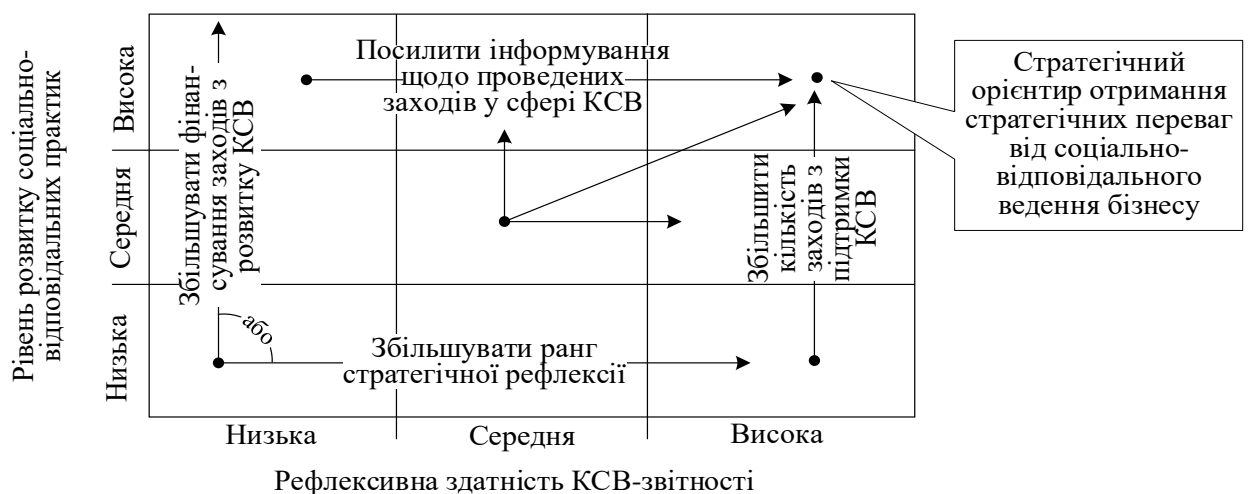 Рівень розвитку соціально-
відповідальних практик
Висока
Середня
Низька
Збільшувати фінан-
сування заходів з
розвитку КСВ
Посилити інформування
щодо проведених
заходів у сфері КСВ
Збільшити
кількість
заходів з
підтримки
КСВ
Стратегічний
орієнтир отримання
стратегічних переваг
від соціально-
відповідального
ведення бізнесу
або
Збільшувати ранг
стратегічної рефлексії
Низька
Середня
Висока
Рефлексивна здатність КСВ-звітності